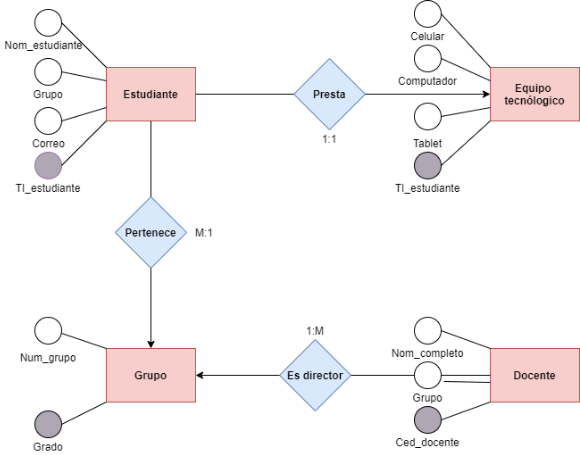 Nom_estudiante
Grupo
Correo
TI_estudiante
Estudiante
Presta
1:1
Celular
Computador
Tablet
TI_estudiante
Equipo
tecnólogico
Pertenece
M:1
Num_grupo
Grado
Grupo
1:M
Es director
Nom_completo
Grupo
Ced_docente
Docente